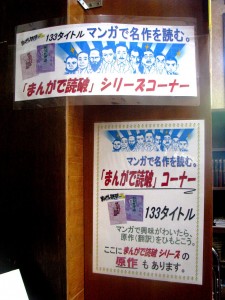 133タイトル マンガで名作を読む。
「まんがで読破」シリーズコーナー
マンガで名作を読む。
「まんがで読破」コーナー
133タイトル
マンガで興味がわいたら、
原作(翻訳)をひもとこう。
ここにまんがで読破シリーズの
原作もあります。